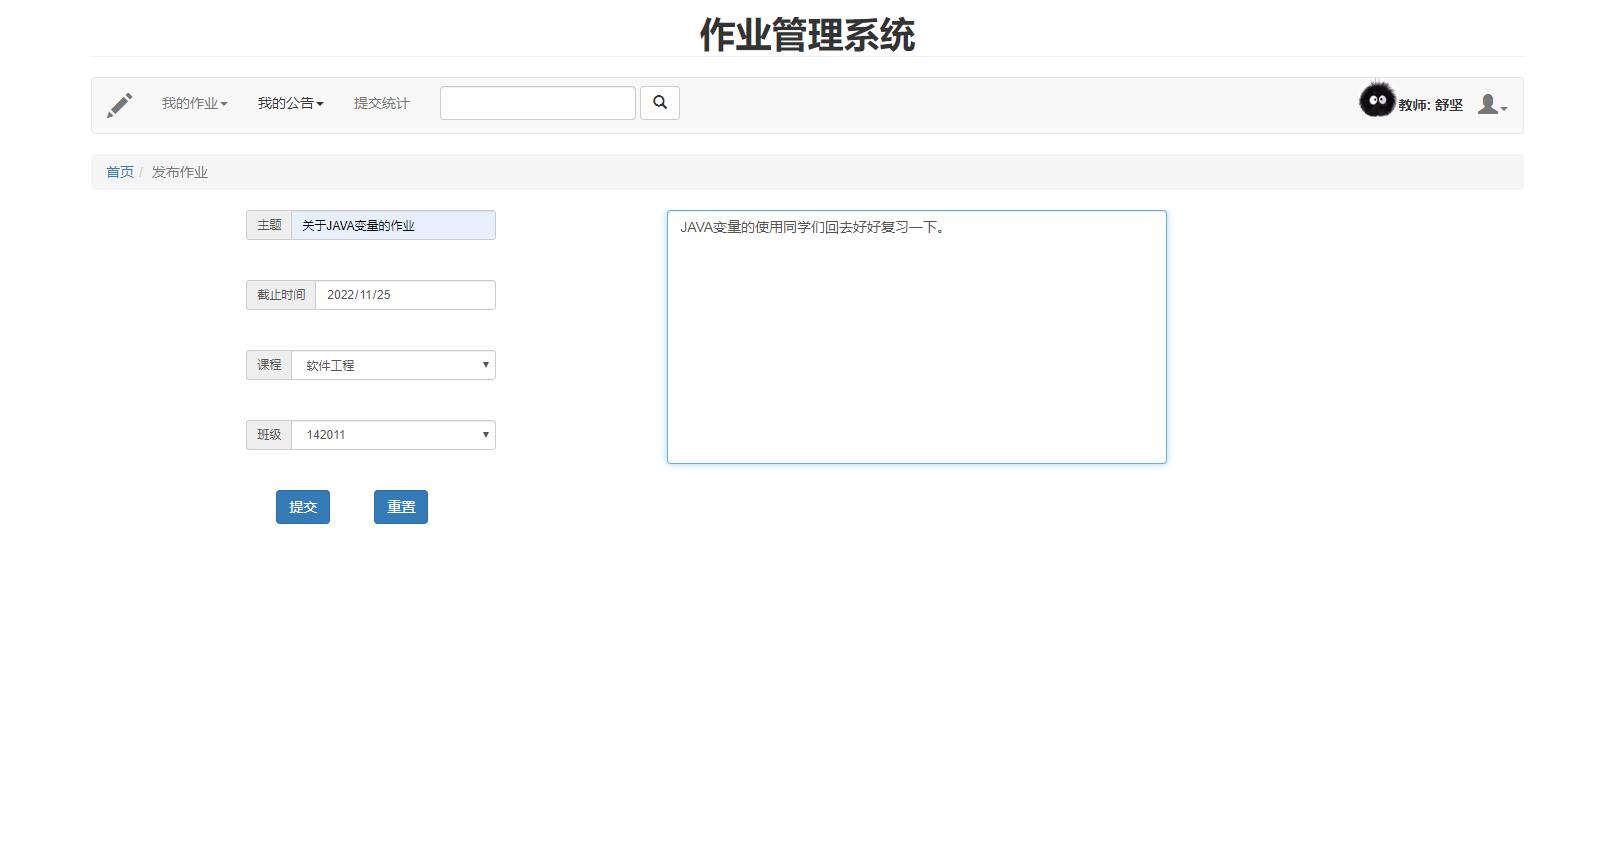 作业管理系统
我的作业 我的公告 提交统计 教师: 舒坚
首页 / 发布作业
主题 关于JAVA变量的作业
JAVA变量的使用同学们回去好好复习一下。
截止时间 2022/11/25
课程 软件工程
班级 142011
提交 重置